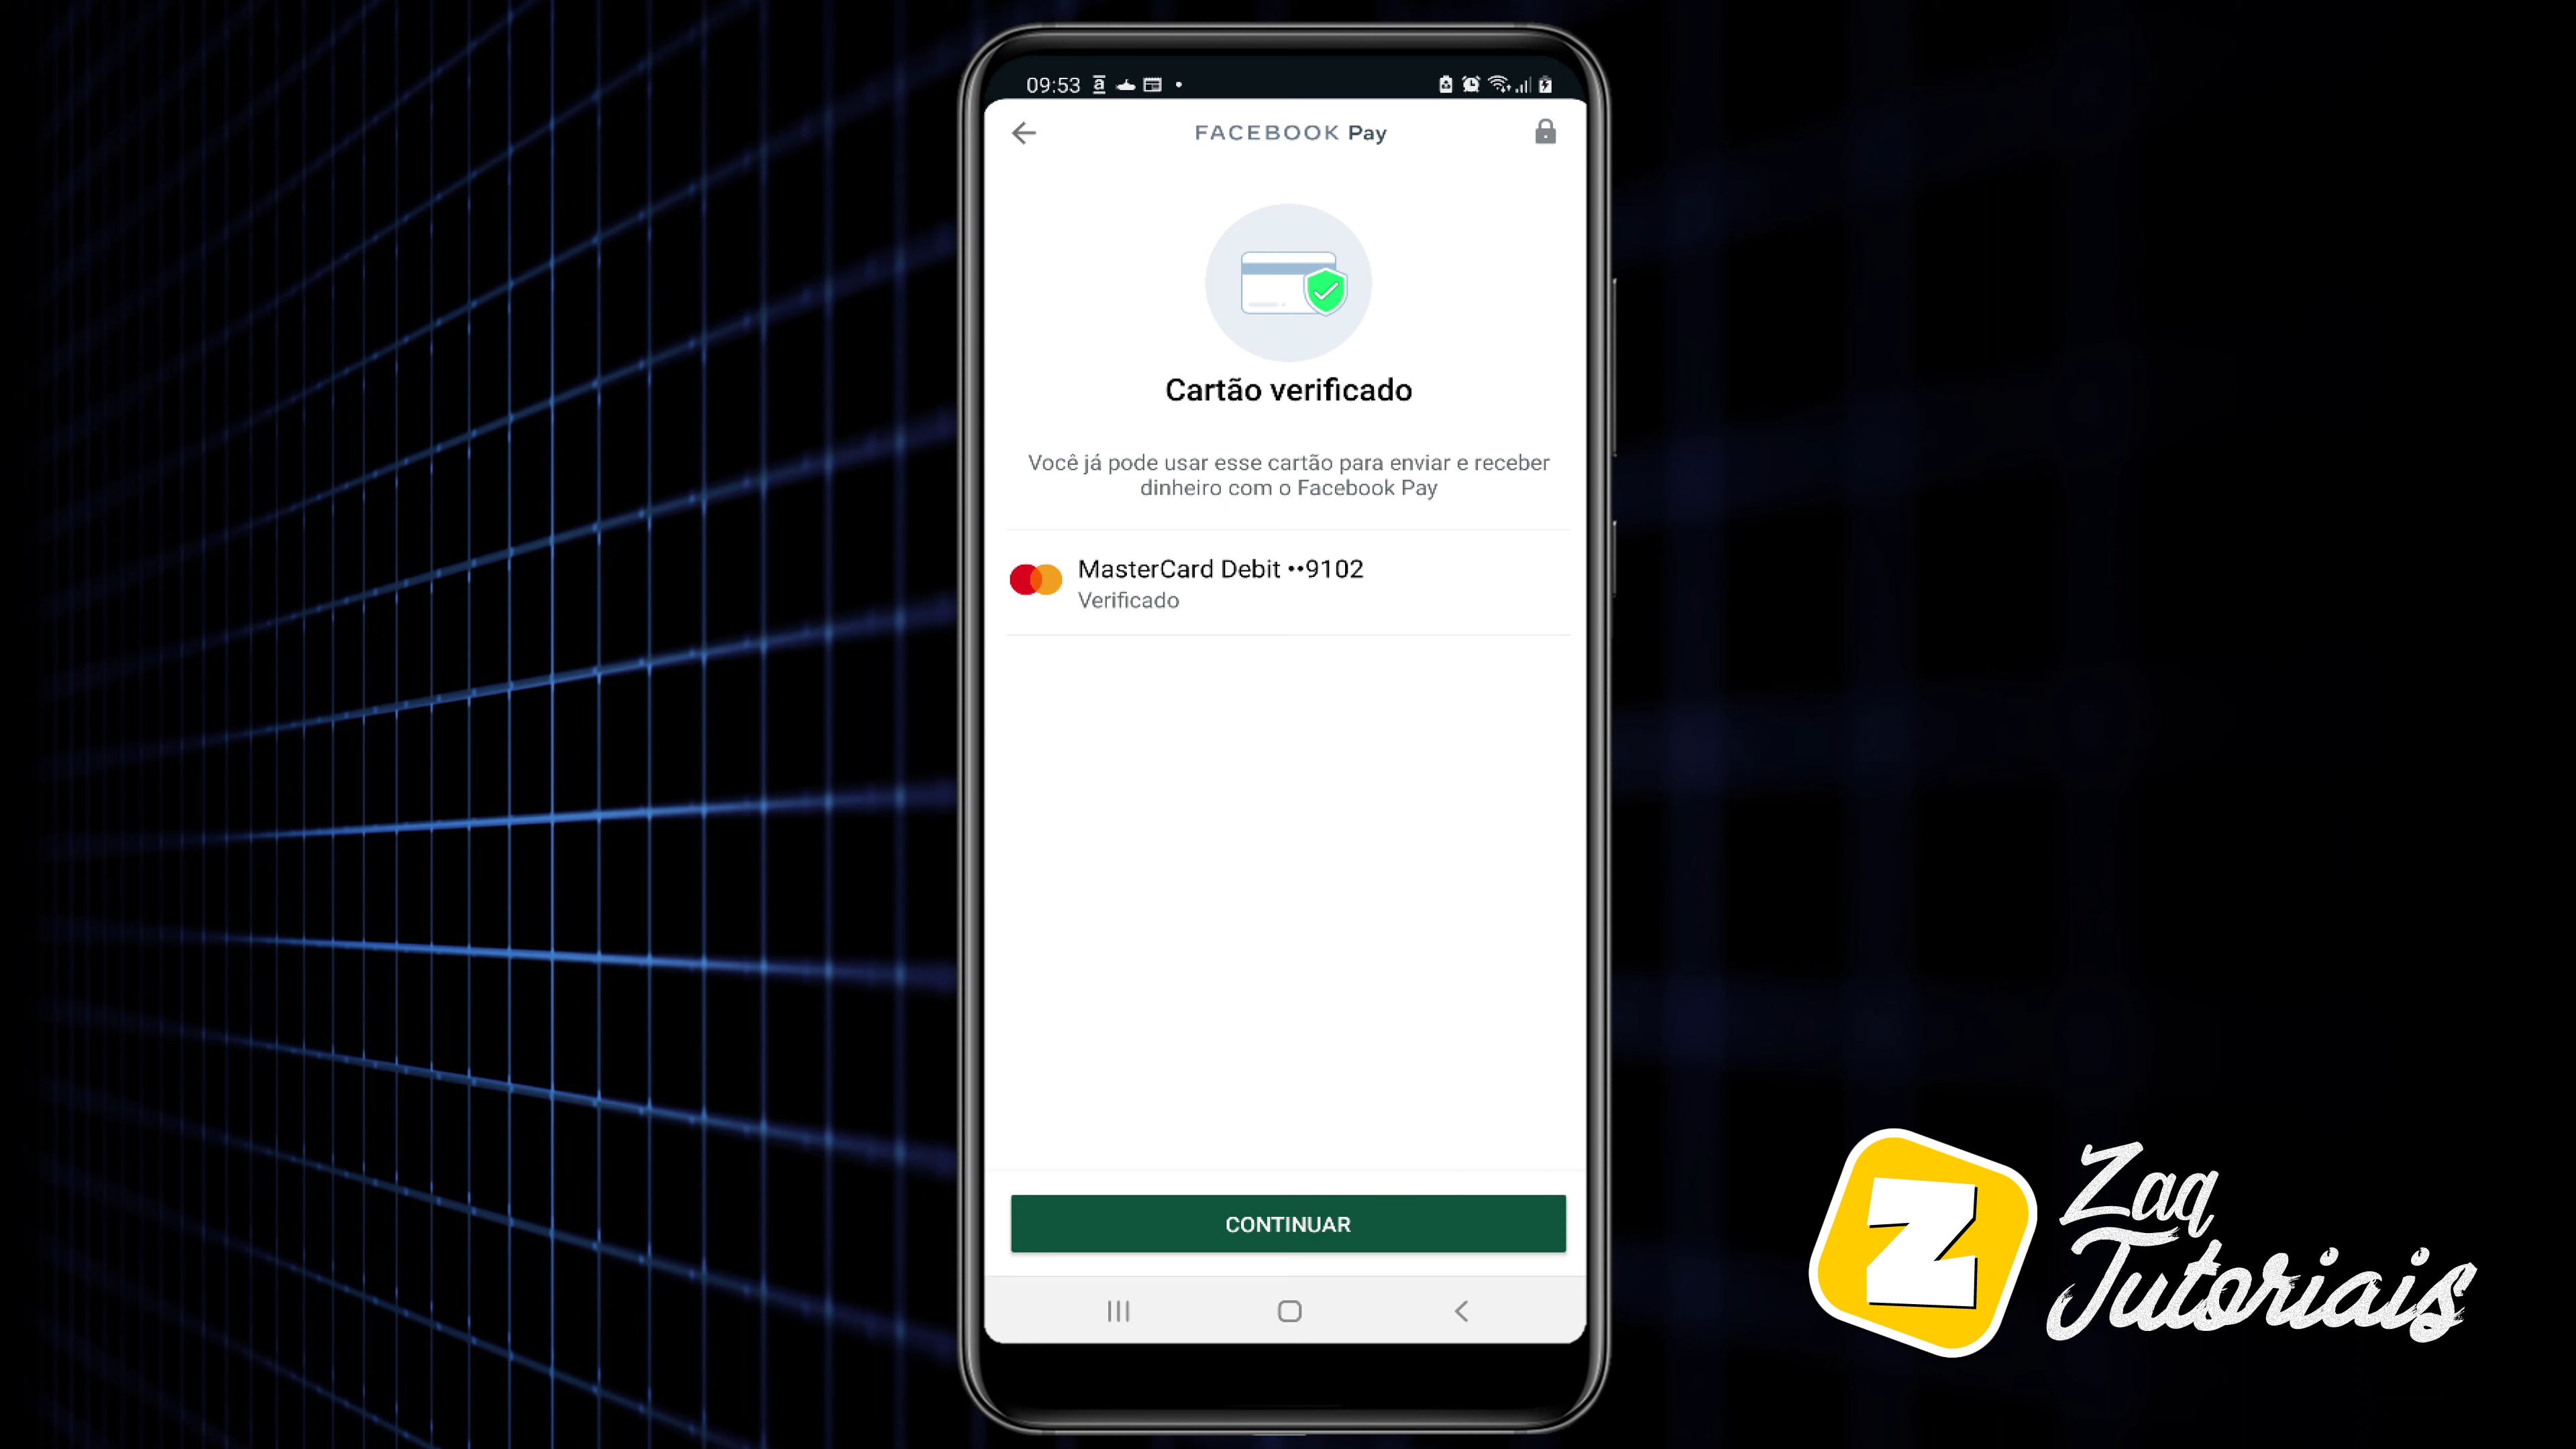 09:53
FACEBOOK Pay
Cartão verificado
Você já pode usar esse cartão para enviar e receber
dinheiro com o Facebook Pay
MasterCard Debit ••9102
Verificado
CONTINUAR
Z
Zaq
Tutoriais